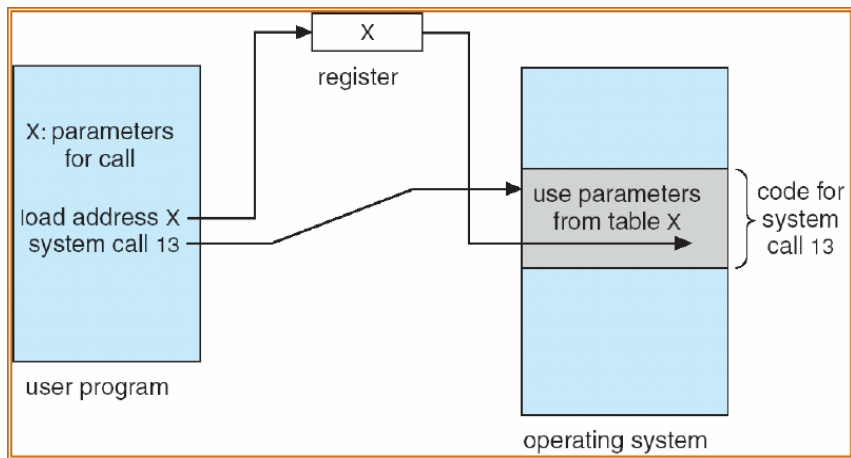 X
register
X: parameters
for call
load address X
system call 13
user program
use parameters
from table X
code for
system
call 13
operating system